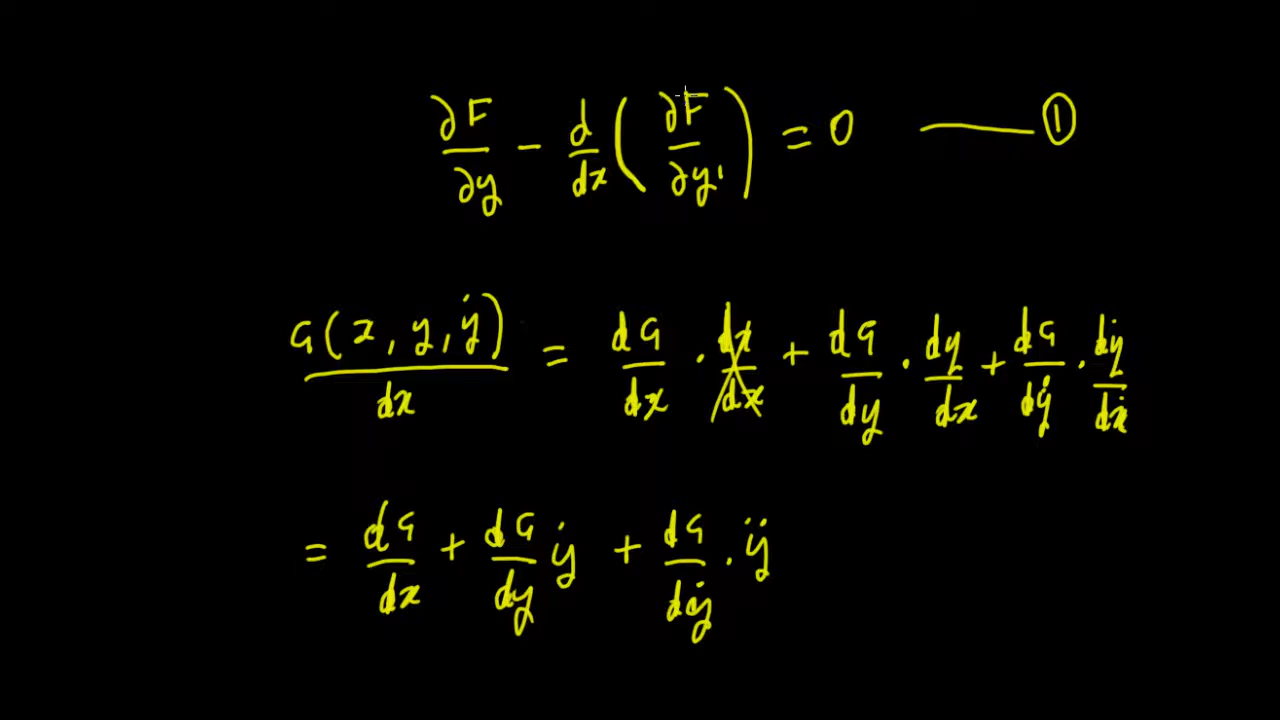 ∂F/∂y - d/dx ( ∂F/∂y' ) = 0 —— ①
G(x, y, ẏ)/dx = dG/dx · dx/dx + dG/dy · dy/dx + dG/dẏ · dẏ/dx
= dG/dx + dG/dy ẏ + dG/dẏ · ÿ